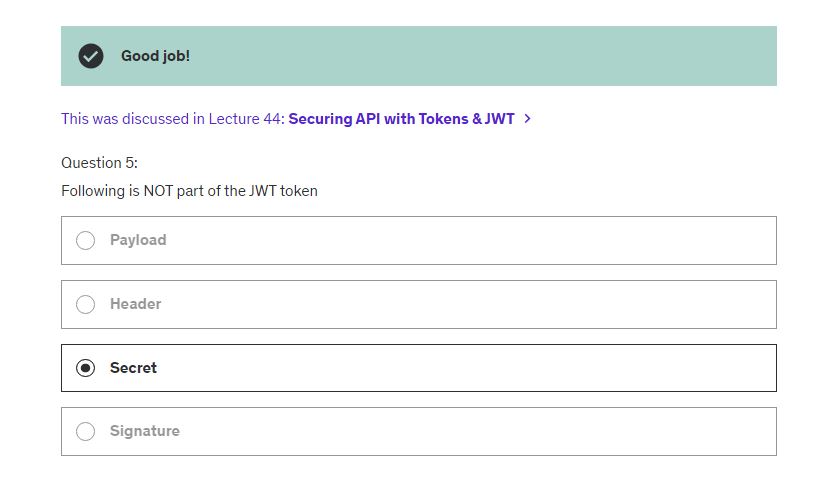 Good job!
This was discussed in Lecture 44: Securing API with Tokens & JWT >
Question 5:
Following is NOT part of the JWT token
Payload
Header
Secret
Signature